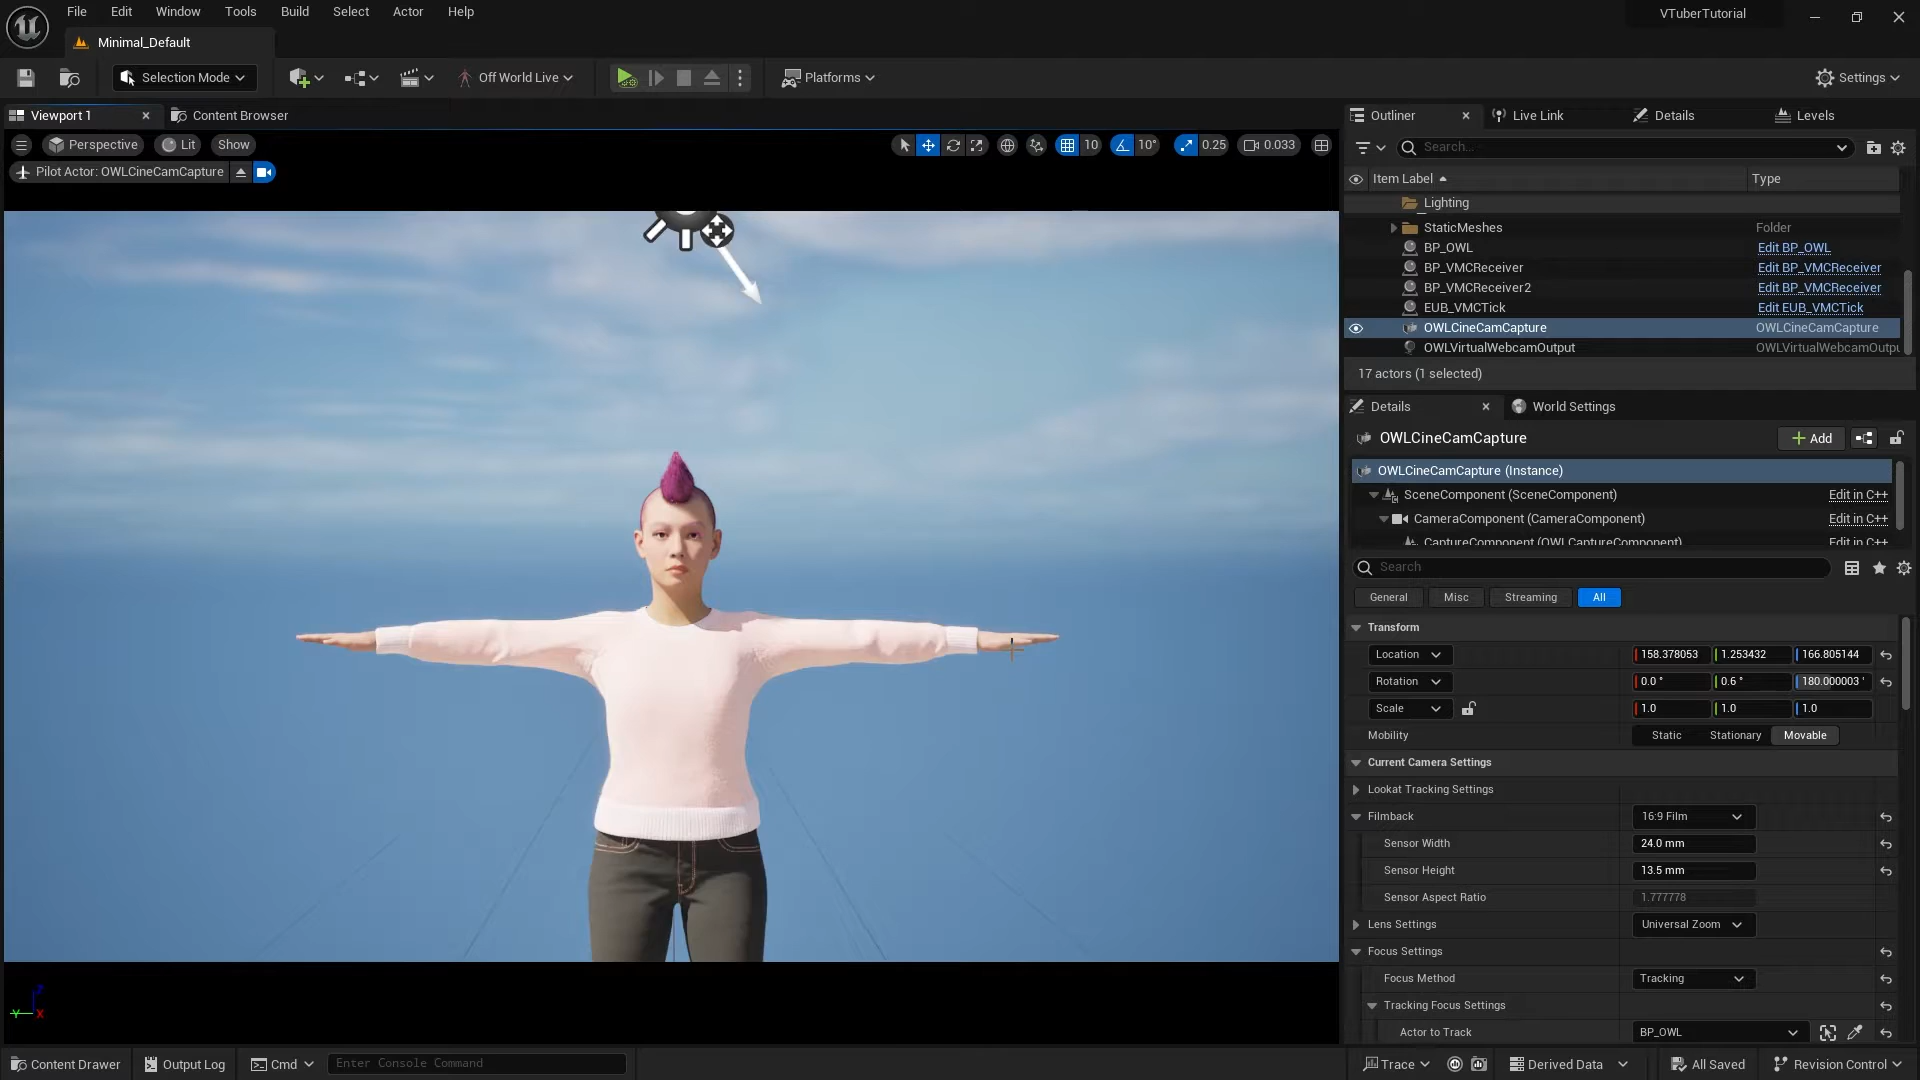 File Edit Window Tools Build Select Actor Help
VTuberTutorial
Minimal_Default
Selection Mode
Off World Live
Platforms
Settings
Viewport 1
Content Browser
Perspective
Lit
Show
10
10°
0.25
0.033
Pilot Actor: OWLCineCamCapture
Outliner
Live Link
Details
Levels
Search...
Item Label
Type
Lighting
StaticMeshes Folder
BP_OWL Edit BP_OWL
BP_VMCReceiver Edit BP_VMCReceiver
BP_VMCReceiver2 Edit BP_VMCReceiver
EUB_VMCTick Edit EUB_VMCTick
OWLCineCamCapture OWLCineCamCapture
OWLVirtualWebcamOutput OWLVirtualWebcamOutpu
17 actors (1 selected)
Details
World Settings
OWLCineCamCapture
Add
OWLCineCamCapture (Instance)
SceneComponent (SceneComponent) Edit in C++
CameraComponent (CameraComponent) Edit in C++
CaptureComponent (OWLCaptureComponent) Edit in C++
Search
General Misc Streaming All
Transform
Location 158.378053 1.253432 166.805144
Rotation 0.0 ° 0.6 ° 180.000003 °
Scale 1.0 1.0 1.0
Mobility Static Stationary Movable
Current Camera Settings
Lookat Tracking Settings
Filmback 16:9 Film
Sensor Width 24.0 mm
Sensor Height 13.5 mm
Sensor Aspect Ratio 1.777778
Lens Settings Universal Zoom
Focus Settings
Focus Method Tracking
Tracking Focus Settings
Actor to Track BP_OWL
Z
Y X
Content Drawer
Output Log
Cmd
Enter Console Command
Trace
Derived Data
All Saved
Revision Control